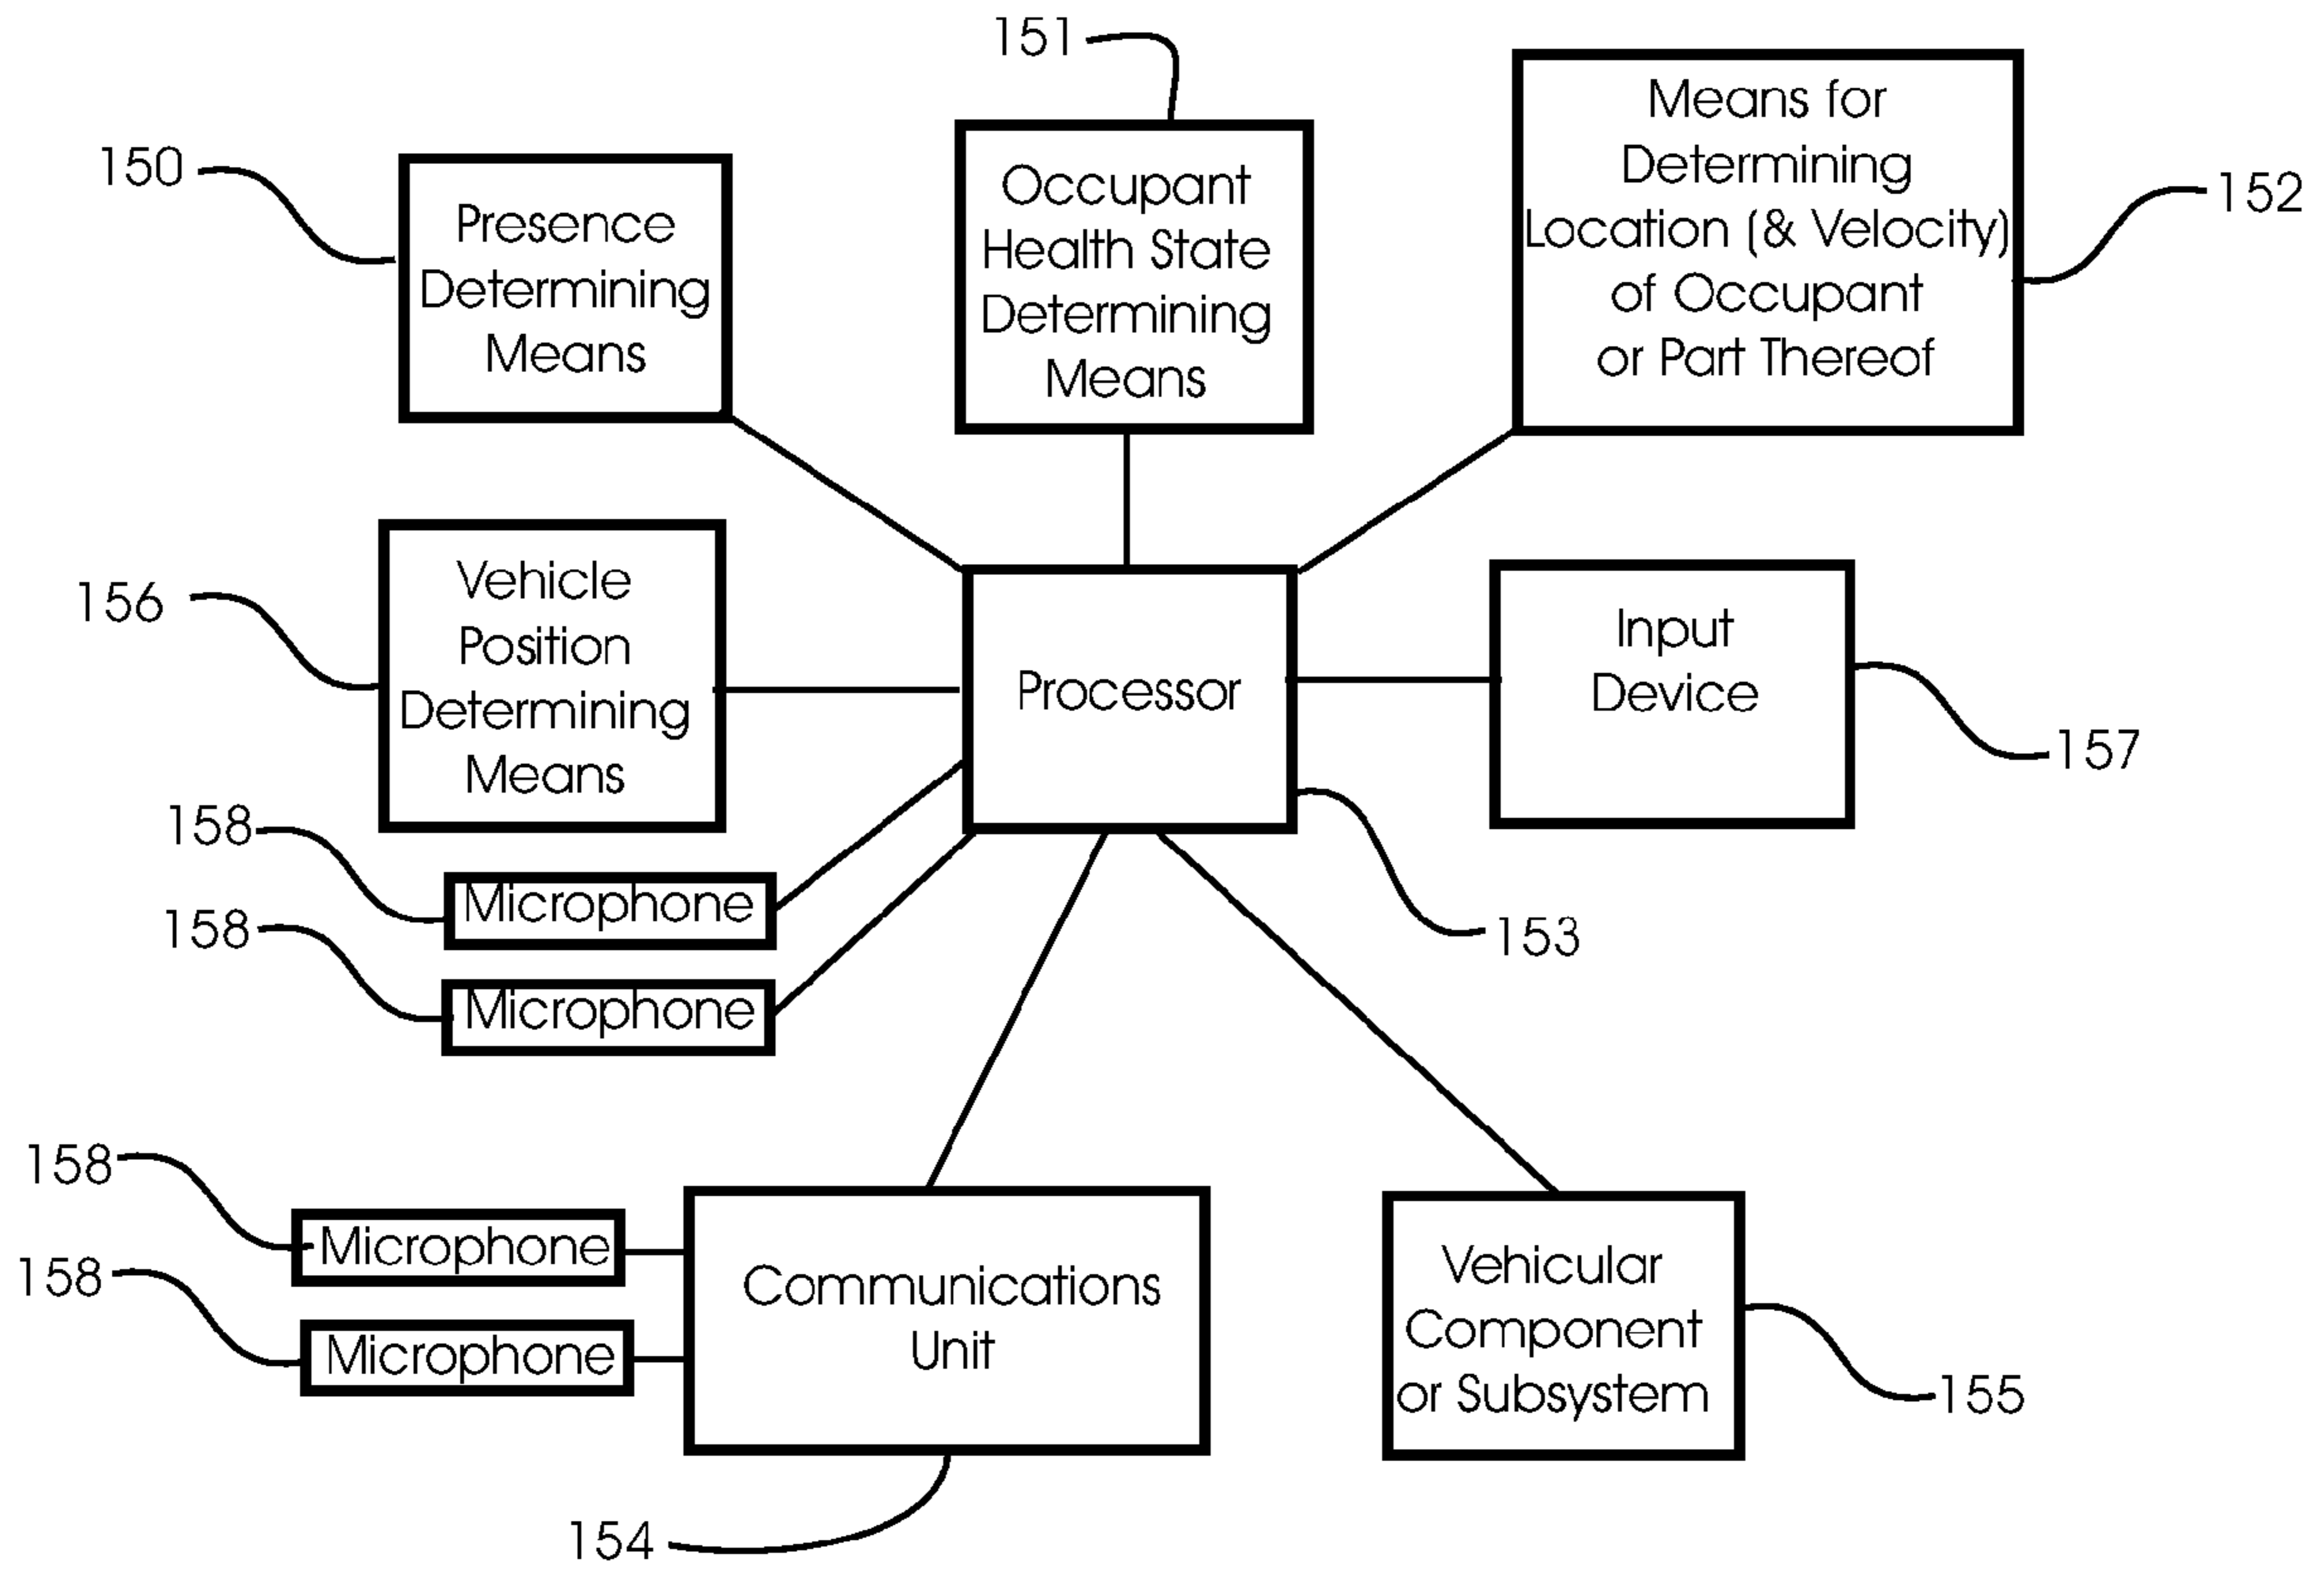 151
Means for
Determining
Location (& Velocity)
of Occupant
or Part Thereof
152
150
Presence
Determining
Means
Occupant
Health State
Determining
Means
156
Vehicle
Position
Determining
Means
Processor
Input
Device
157
158
Microphone
158
Microphone
153
158
Microphone
158
Microphone
Communications
Unit
Vehicular
Component
or Subsystem
155
154